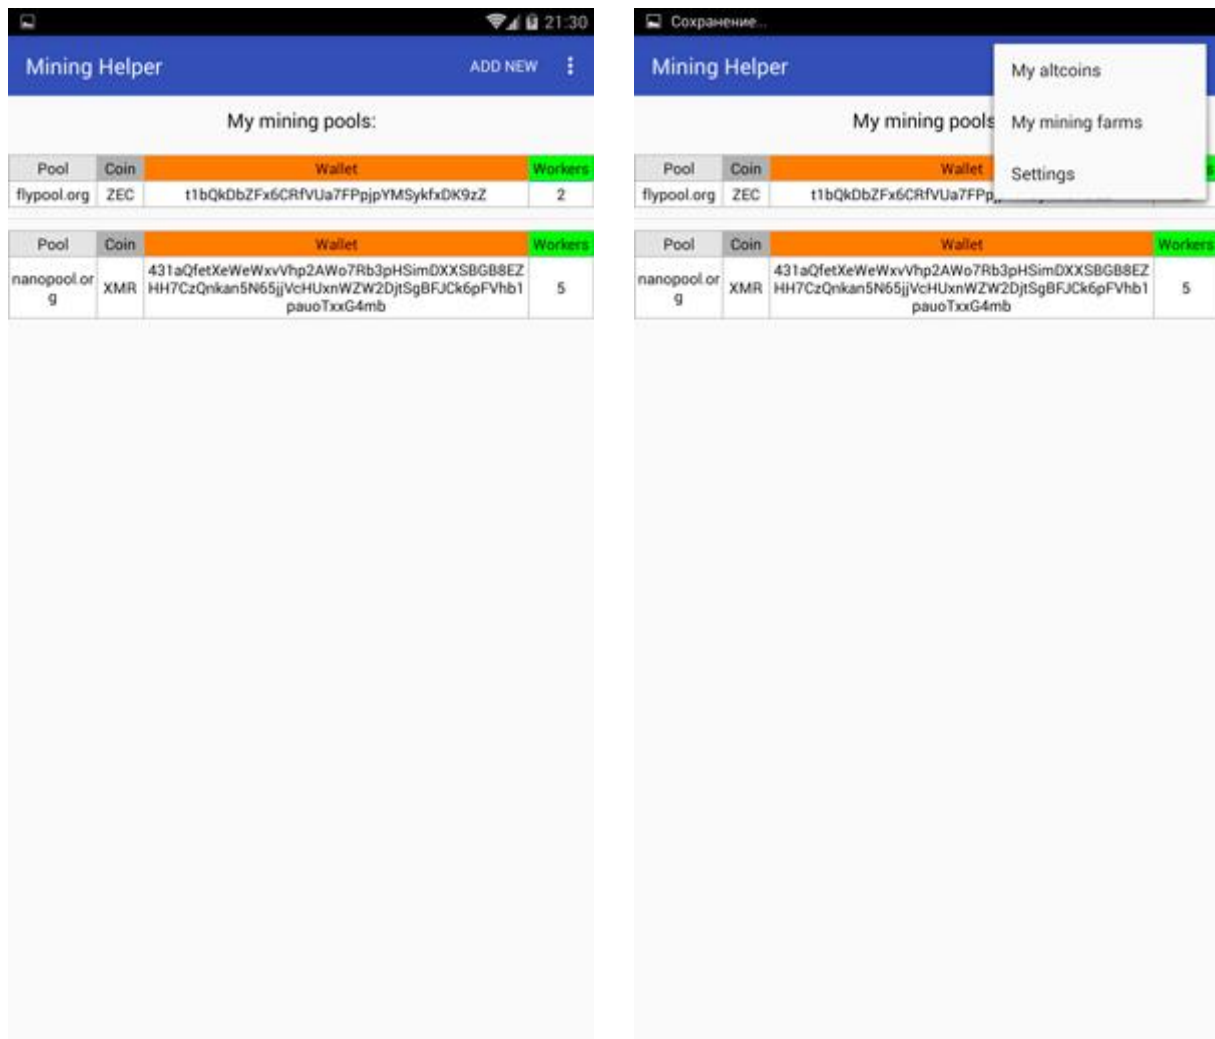 21:30
Mining Helper ADD NEW
My mining pools:
Pool Coin Wallet Workers
flypool.org ZEC t1bQkDbZFx6CRfVUa7FPpjpYMSykfxDK9zZ 2
Pool Coin Wallet Workers
nanopool.or
g
XMR
431aQfetXeWeWxvVhp2AWo7Rb3pHSimDXXSBGB8EZ
HH7CzQnkan5N65jjVcHUxnWZW2DjtSgBFJCk6pFVhb1
pauoTxxG4mb
5
Сохранение..
Mining Helper
My altcoins
My mining farms
Settings
My mining pools
Pool Coin Wallet
flypool.org ZEC t1bQkDbZFx6CRfVUa7FPp
Pool Coin Wallet Workers
nanopool.or
g
XMR
431aQfetXeWeWxvVhp2AWo7Rb3pHSimDXXSBGB8EZ
HH7CzQnkan5N65jjVcHUxnWZW2DjtSgBFJCk6pFVhb1
pauoTxxG4mb
5